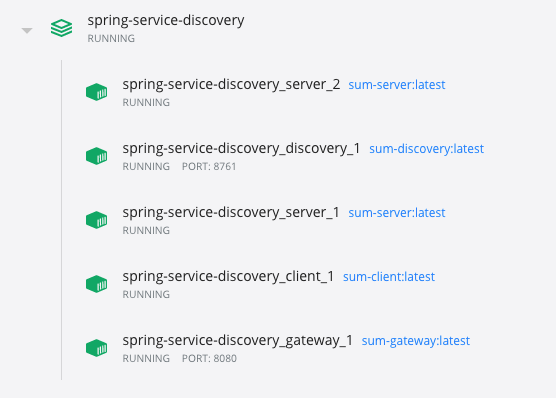 spring-service-discovery
RUNNING
spring-service-discovery_server_2 sum-server:latest
RUNNING
spring-service-discovery_discovery_1 sum-discovery:latest
RUNNING PORT: 8761
spring-service-discovery_server_1 sum-server:latest
RUNNING
spring-service-discovery_client_1 sum-client:latest
RUNNING
spring-service-discovery_gateway_1 sum-gateway:latest
RUNNING PORT: 8080